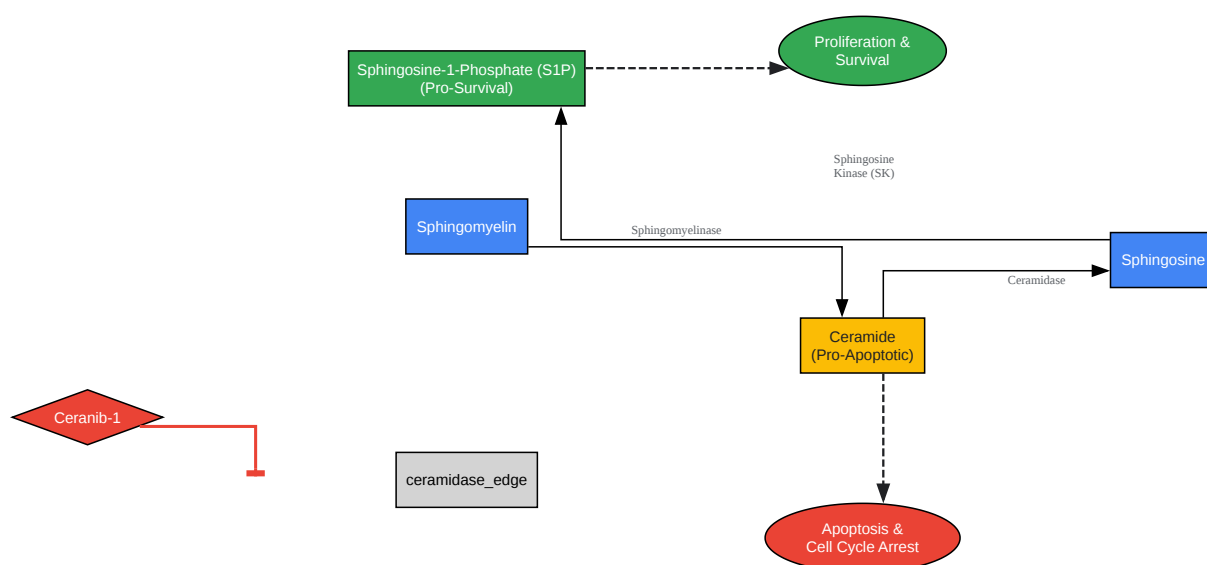 Proliferation &
Survival
Sphingosine-1-Phosphate (S1P)
(Pro-Survival)
Sphingosine
Kinase (SK)
Sphingomyelin
Sphingomyelinase
Sphingosine
Ceramidase
Ceramide
(Pro-Apoptotic)
Ceranib-1
ceramidase_edge
Apoptosis &
Cell Cycle Arrest